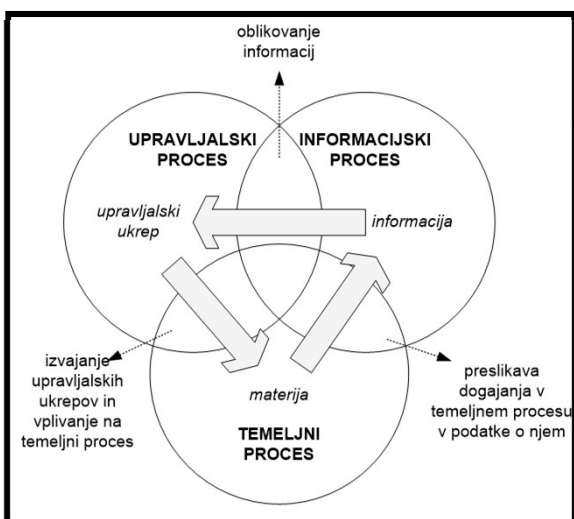 oblikovanje
informacij
UPRAVLJALSKI
PROCES
INFORMACIJSKI
PROCES
upravljalski
ukrep
informacija
izvajanje
upravljalskih
ukrepov in
vplivanje na
temeljni proces
materija
TEMELJNI
PROCES
preslikava
dogajanja v
temeljnem procesu
v podatke o njem